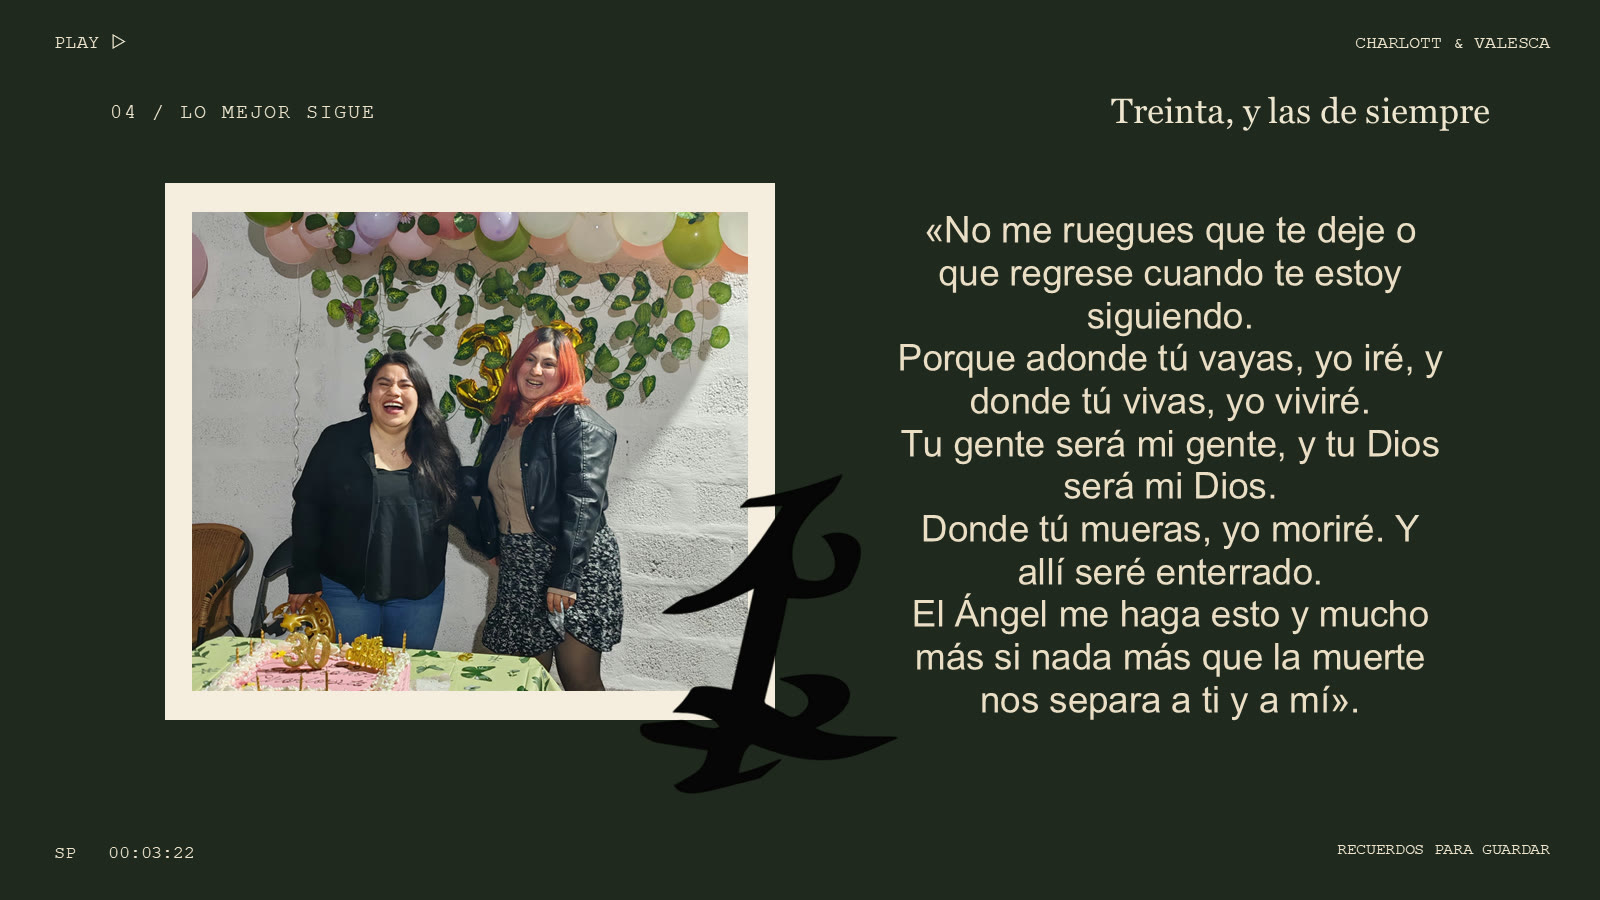 PLAY ▷
CHARLOTT & VALESCA
04 / LO MEJOR SIGUE
Treinta, y las de siempre
«No me ruegues que te deje o
que regrese cuando te estoy
siguiendo.
Porque adonde tú vayas, yo iré, y
donde tú vivas, yo viviré.
Tu gente será mi gente, y tu Dios
será mi Dios.
Donde tú mueras, yo moriré. Y
allí seré enterrado.
El Ángel me haga esto y mucho
más si nada más que la muerte
nos separa a ti y a mí».
3
30
SP 00:03:22
RECUERDOS PARA GUARDAR